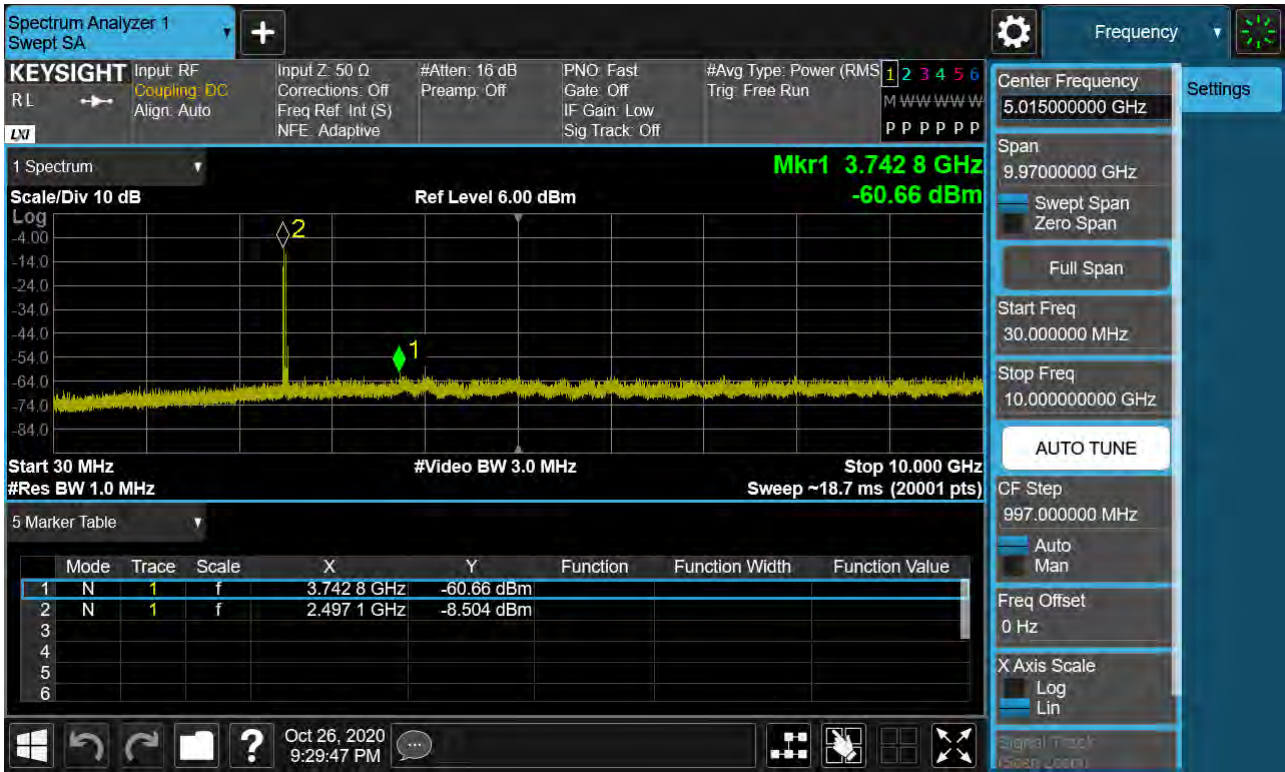 Spectrum Analyzer 1
Swept SA
+
Frequency
KEYSIGHT
RL
LXI
Input: RF
Coupling: DC
Align: Auto
Input Z: 50 Ω
Corrections: Off
Freq Ref: Int (S)
NFE: Adaptive
#Atten: 16 dB
Preamp: Off
PNO: Fast
Gate: Off
IF Gain: Low
Sig Track: Off
#Avg Type: Power (RMS
Trig: Free Run
1 2 3 4 5 6
M W W W W W
P P P P P P
1 Spectrum
Mkr1 3.742 8 GHz
-60.66 dBm
Scale/Div 10 dB
Ref Level 6.00 dBm
Log
-4.00
-14.0
-24.0
-34.0
-44.0
-54.0
-64.0
-74.0
-84.0
2
1
Start 30 MHz
#Video BW 3.0 MHz
Stop 10.000 GHz
#Res BW 1.0 MHz
Sweep ~18.7 ms (20001 pts)
5 Marker Table
Mode Trace Scale X Y Function Function Width Function Value
1 N 1 f 3.742 8 GHz -60.66 dBm
2 N 1 f 2.497 1 GHz -8.504 dBm
3
4
5
6
?
Oct 26, 2020
9:29:47 PM
Center Frequency
5.015000000 GHz
Settings
Span
9.97000000 GHz
Swept Span
Zero Span
Full Span
Start Freq
30.000000 MHz
Stop Freq
10.000000000 GHz
AUTO TUNE
CF Step
997.000000 MHz
Auto
Man
Freq Offset
0 Hz
X Axis Scale
Log
Lin
Signal Track
(Span Zoom)